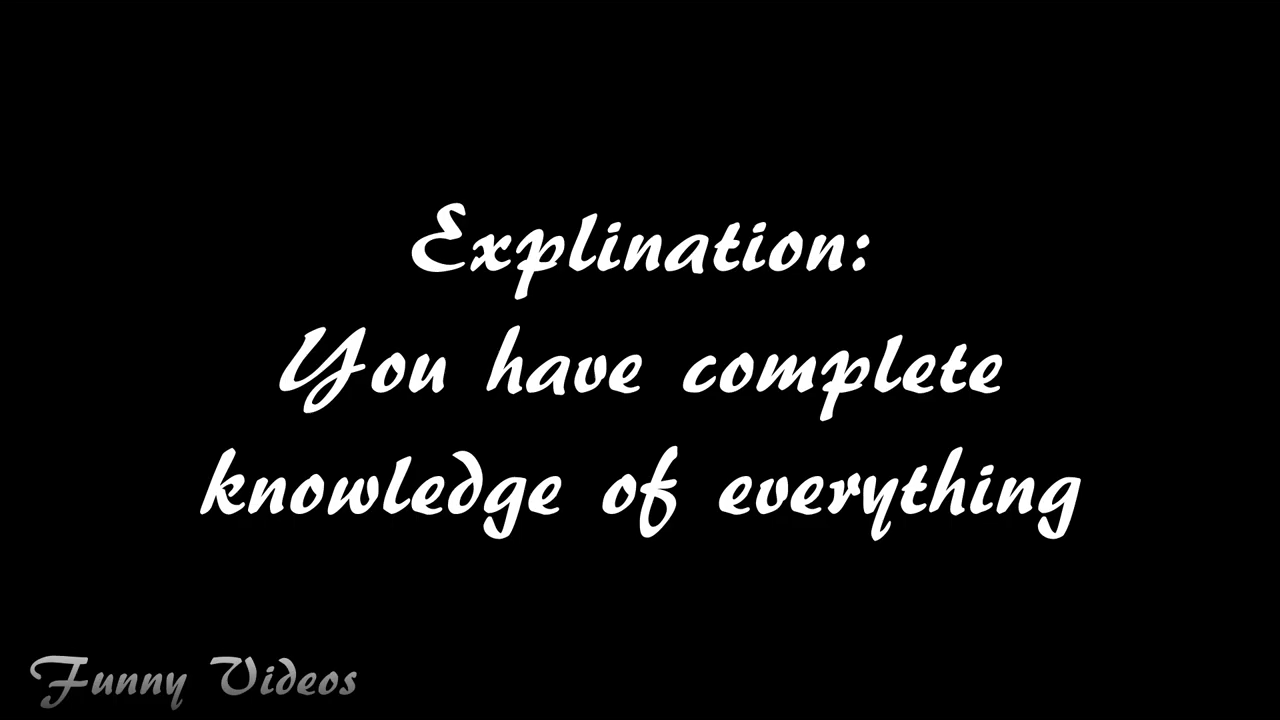 Explination:
You have complete
knowledge of everything
Funny Videos